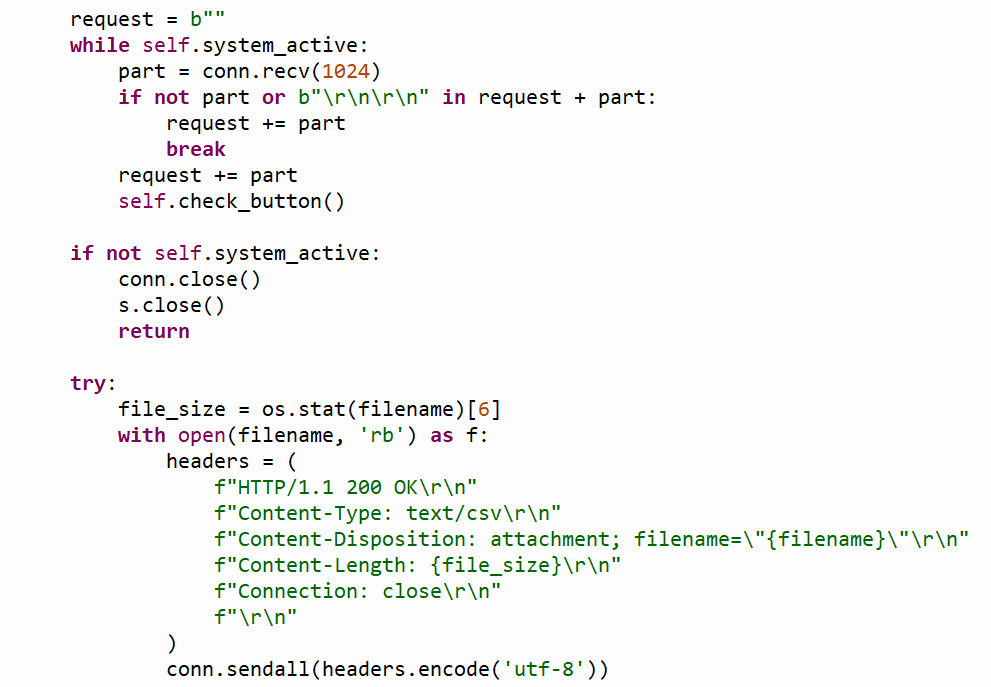 request = b""
while self.system_active:
    part = conn.recv(1024)
    if not part or b"\r\n\r\n" in request + part:
        request += part
        break
    request += part
    self.check_button()

if not self.system_active:
    conn.close()
    s.close()
    return

try:
    file_size = os.stat(filename)[6]
    with open(filename, 'rb') as f:
        headers = (
            f"HTTP/1.1 200 OK\r\n"
            f"Content-Type: text/csv\r\n"
            f"Content-Disposition: attachment; filename=\"{filename}\"\r\n"
            f"Content-Length: {file_size}\r\n"
            f"Connection: close\r\n"
            f"\r\n"
        )
        conn.sendall(headers.encode('utf-8'))